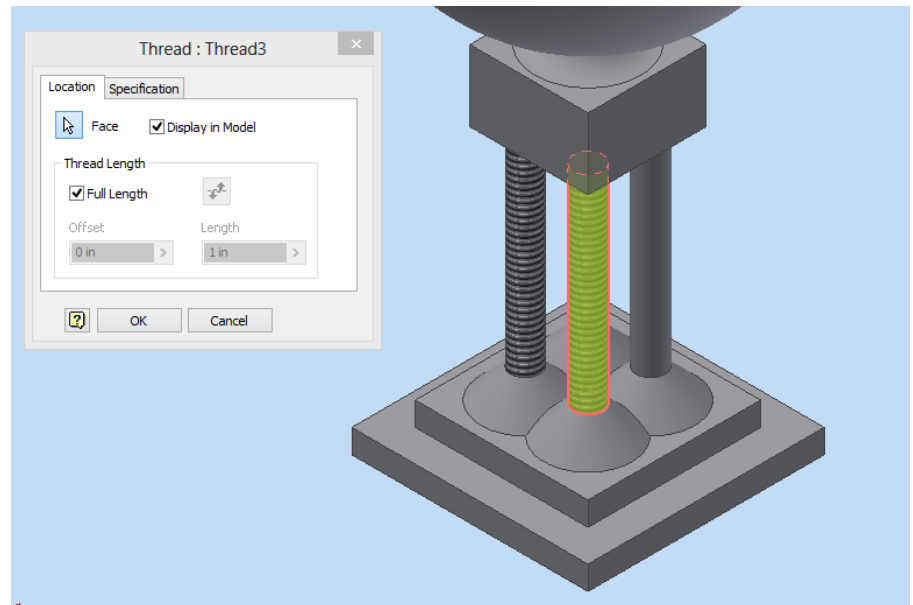 Thread : Thread3
Location Specification
Face Display in Model
Thread Length
Full Length
Offset Length
0 in > 1 in >
? OK Cancel